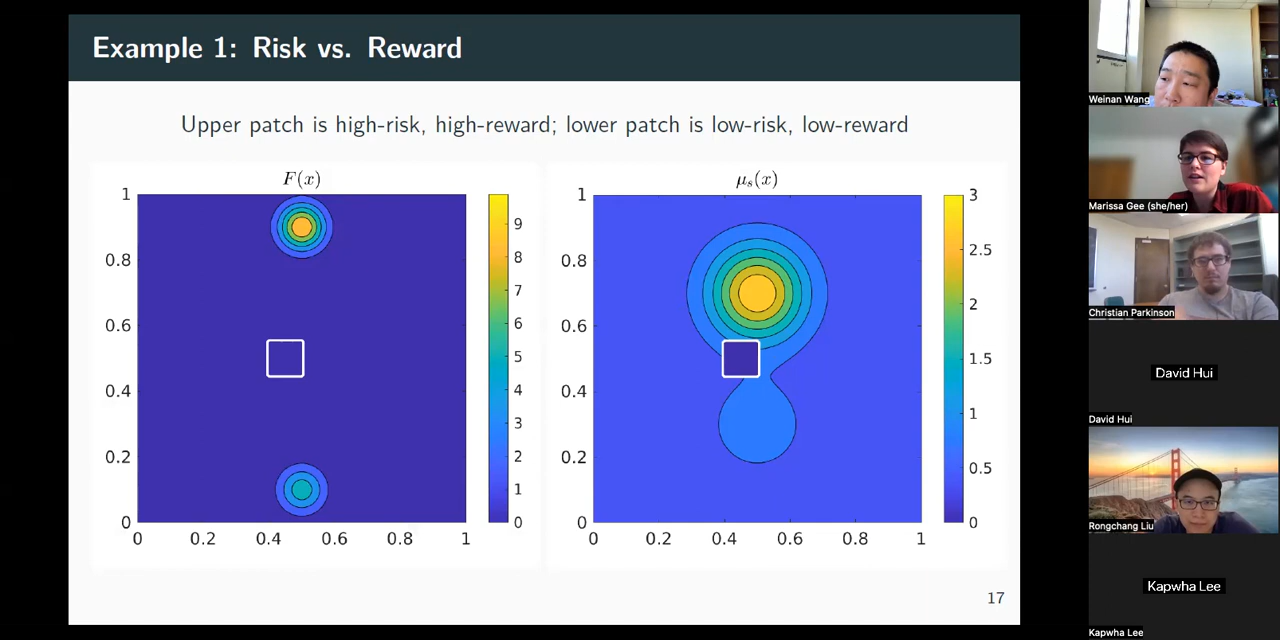 Example 1: Risk vs. Reward
Upper patch is high-risk, high-reward; lower patch is low-risk, low-reward
F(x)
1
0.8
0.6
0.4
0.2
0
0 0.2 0.4 0.6 0.8 1
9
8
7
6
5
4
3
2
1
0
μs(x)
1
0.8
0.6
0.4
0.2
0
0 0.2 0.4 0.6 0.8 1
3
2.5
2
1.5
1
0.5
0
17
Weinan Wang
Marissa Gee (she/her)
Christian Parkinson
David Hui
David Hui
Rongchang Liu
Kapwha Lee
Kapwha Lee